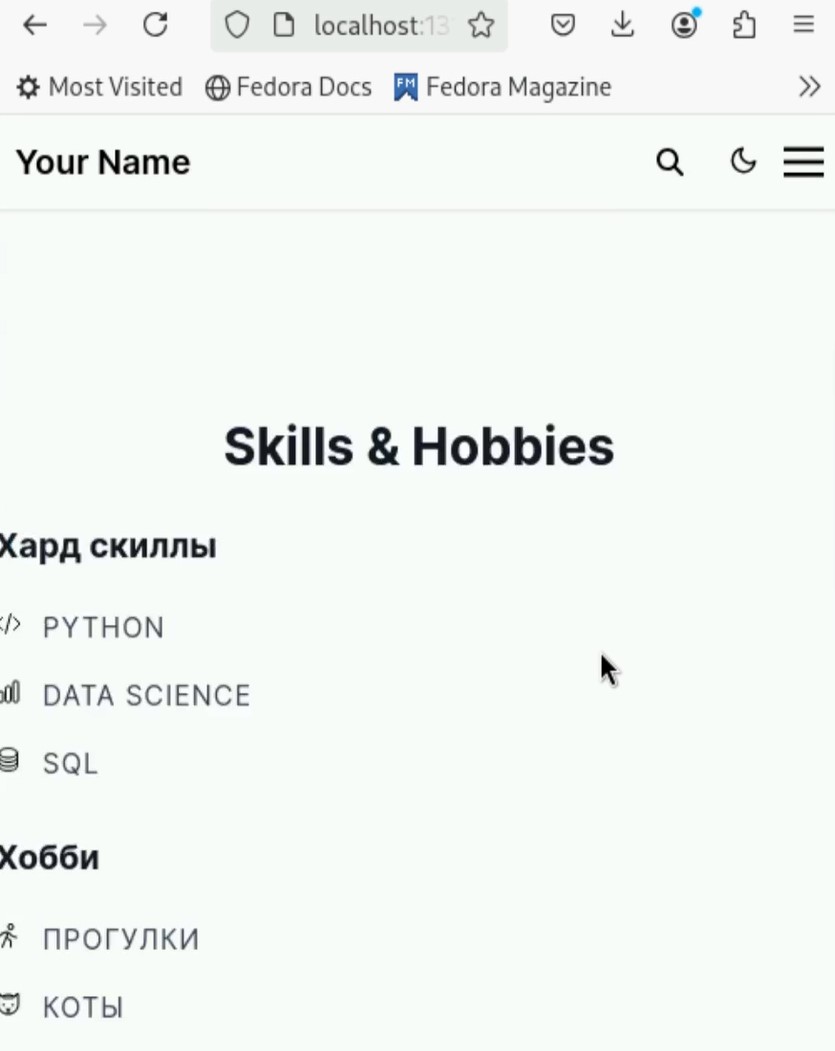 localhost:13
Most Visited Fedora Docs FM Fedora Magazine
Your Name
Skills & Hobbies
Хард скиллы
PYTHON
DATA SCIENCE
SQL
Хобби
ПРОГУЛКИ
КОТЫ